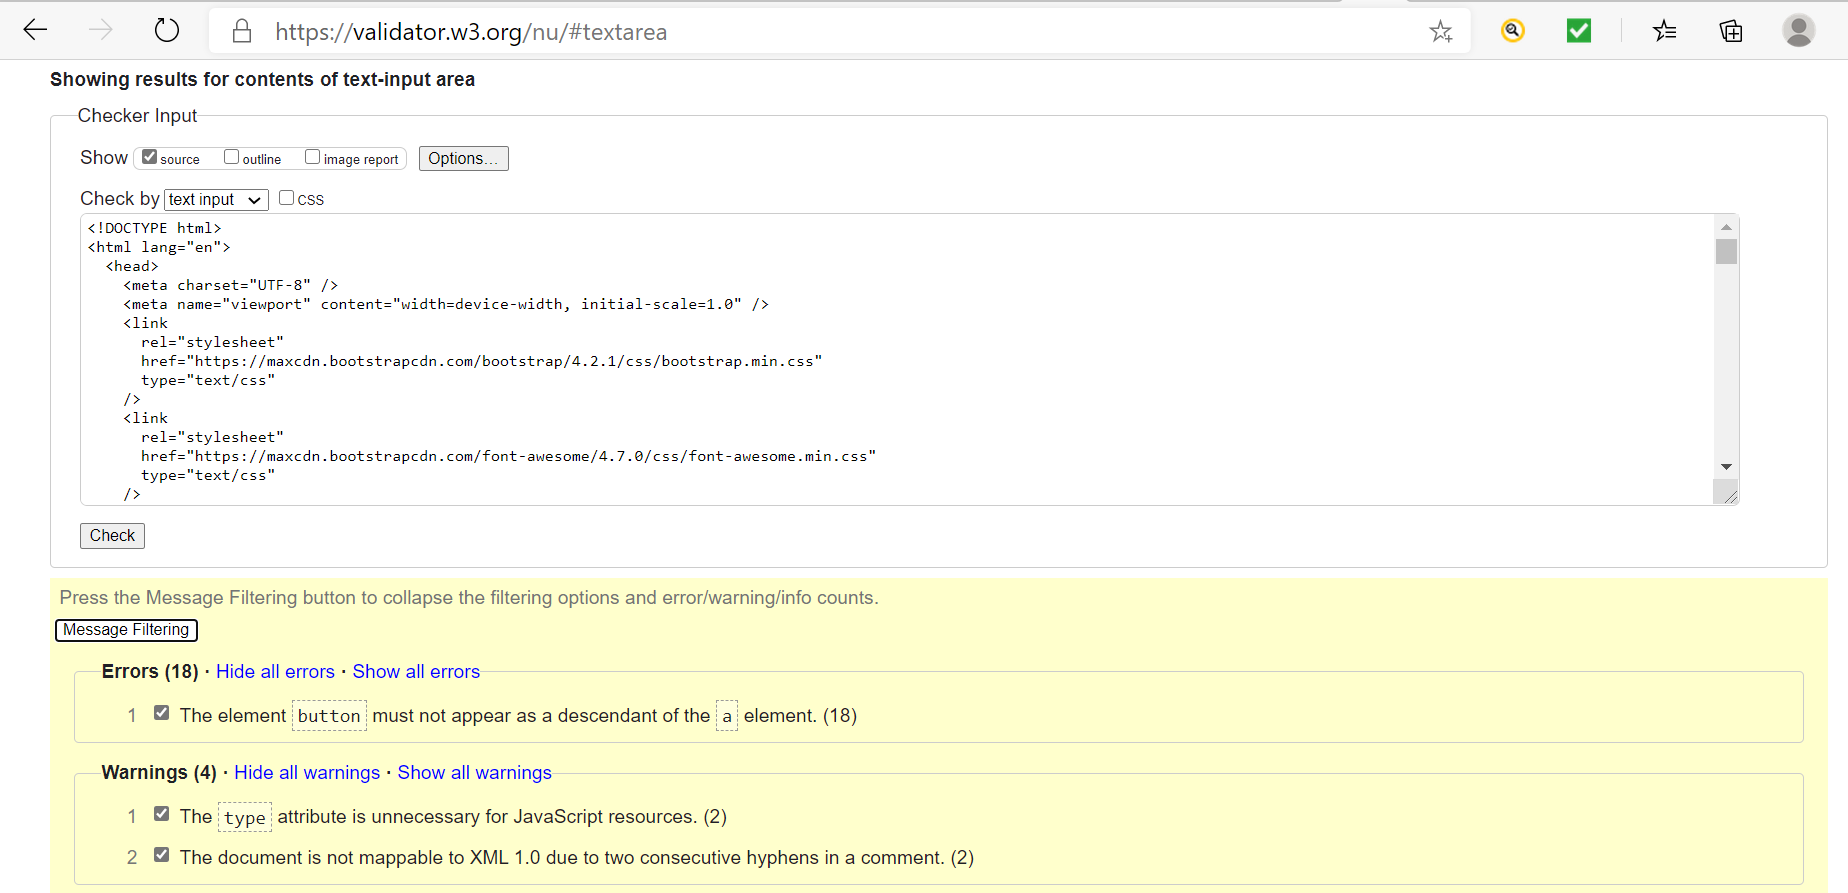 https://validator.w3.org/nu/#textarea
Showing results for contents of text-input area
Checker Input
Show source outline image report Options...
Check by text input CSS
<!DOCTYPE html>
<html lang="en">
<head>
<meta charset="UTF-8" />
<meta name="viewport" content="width=device-width, initial-scale=1.0" />
<link
rel="stylesheet"
href="https://maxcdn.bootstrapcdn.com/bootstrap/4.2.1/css/bootstrap.min.css"
type="text/css"
/>
<link
rel="stylesheet"
href="https://maxcdn.bootstrapcdn.com/font-awesome/4.7.0/css/font-awesome.min.css"
type="text/css"
/>
Check
Press the Message Filtering button to collapse the filtering options and error/warning/info counts.
Message Filtering
Errors (18) · Hide all errors · Show all errors
1 The element button must not appear as a descendant of the a element. (18)
Warnings (4) · Hide all warnings · Show all warnings
1 The type attribute is unnecessary for JavaScript resources. (2)
2 The document is not mappable to XML 1.0 due to two consecutive hyphens in a comment. (2)